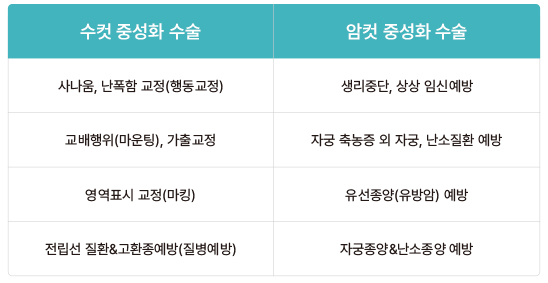 수컷 중성화 수술
암컷 중성화 수술
사나움, 난폭함 교정(행동교정)
생리중단, 상상 임신예방
교배행위(마운팅), 가출교정
자궁 축농증 외 자궁, 난소질환 예방
영역표시 교정(마킹)
유선종양(유방암) 예방
전립선 질환&고환종예방(질병예방)
자궁종양&난소종양 예방